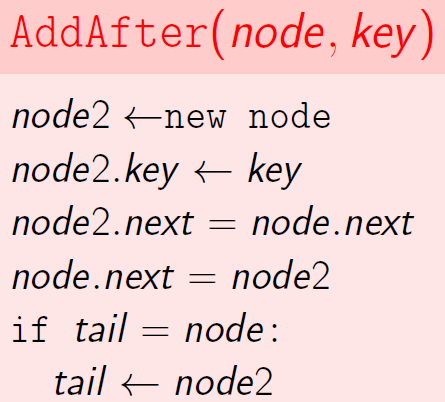 AddAfter(node, key)
node2 ←new node
node2.key ← key
node2.next = node.next
node.next = node2
if tail = node:
tail ← node2